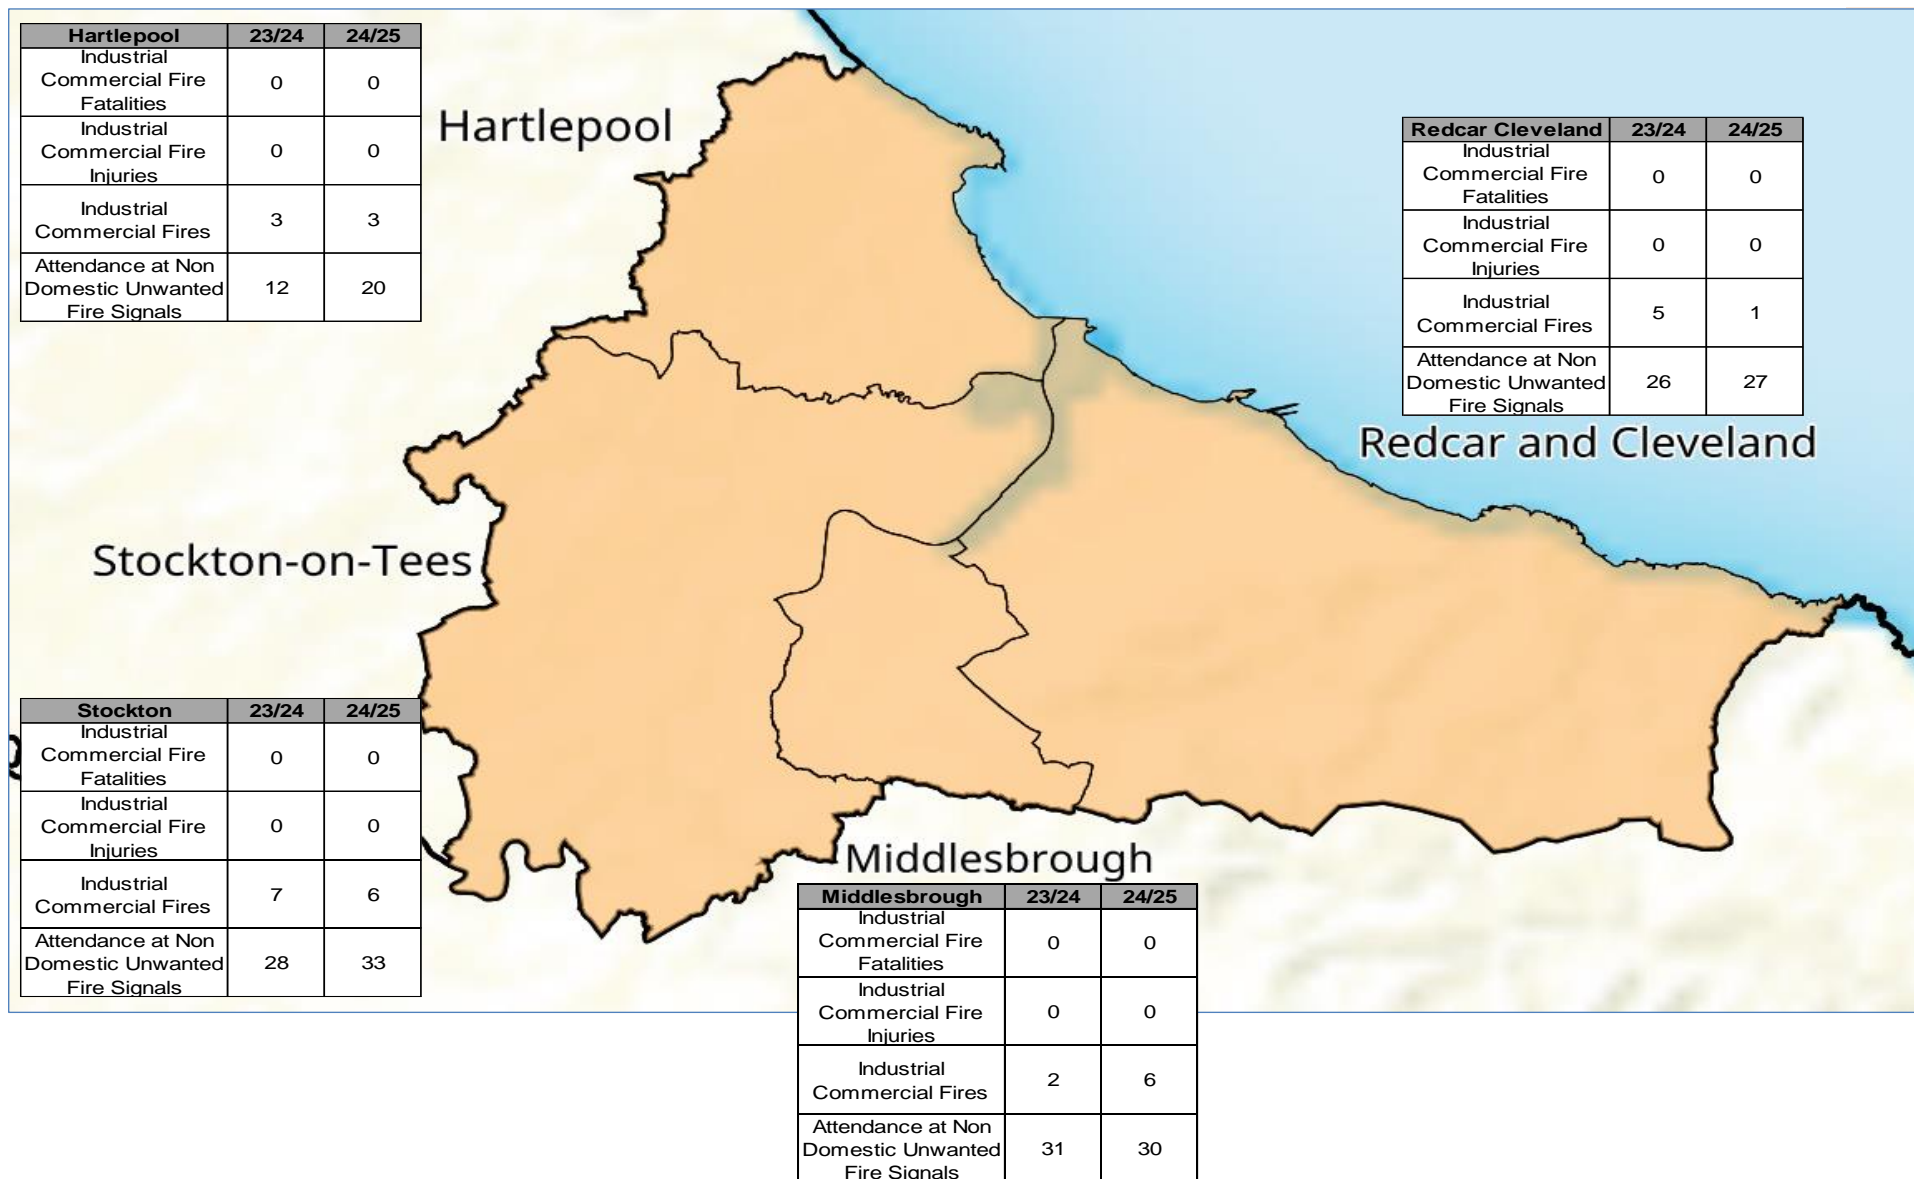 Hartlepool 23/24 24/25
Industrial
Commercial Fire
Fatalities
0 0
Industrial
Commercial Fire
Injuries
0 0
Industrial
Commercial Fires
3 3
Attendance at Non
Domestic Unwanted
Fire Signals
12 20
Hartlepool
Redcar Cleveland 23/24 24/25
Industrial
Commercial Fire
Fatalities
0 0
Industrial
Commercial Fire
Injuries
0 0
Industrial
Commercial Fires
5 1
Attendance at Non
Domestic Unwanted
Fire Signals
26 27
Redcar and Cleveland
Stockton-on-Tees
Stockton 23/24 24/25
Industrial
Commercial Fire
Fatalities
0 0
Industrial
Commercial Fire
Injuries
0 0
Industrial
Commercial Fires
7 6
Attendance at Non
Domestic Unwanted
Fire Signals
28 33
Middlesbrough
Middlesbrough 23/24 24/25
Industrial
Commercial Fire
Fatalities
0 0
Industrial
Commercial Fire
Injuries
0 0
Industrial
Commercial Fires
2 6
Attendance at Non
Domestic Unwanted
Fire Signals
31 30